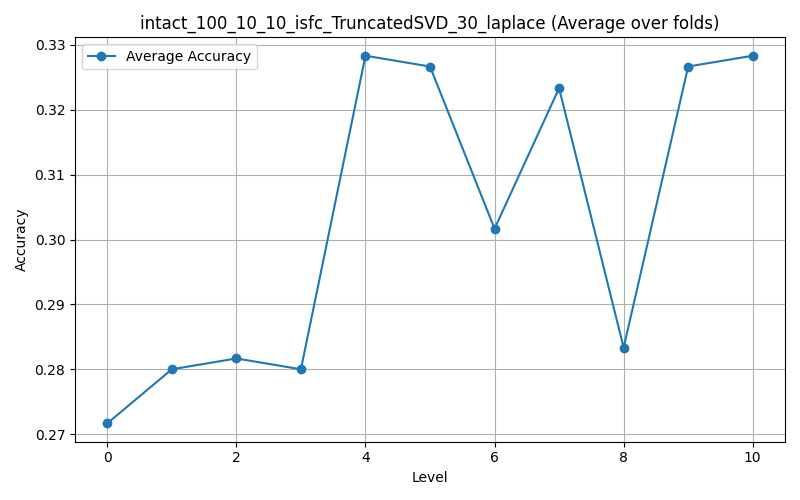 intact_100_10_10_isfc_TruncatedSVD_30_laplace (Average over folds)
Average Accuracy
0.33
0.32
0.31
0.30
0.29
0.28
0.27
Accuracy
0 2 4 6 8 10
Level